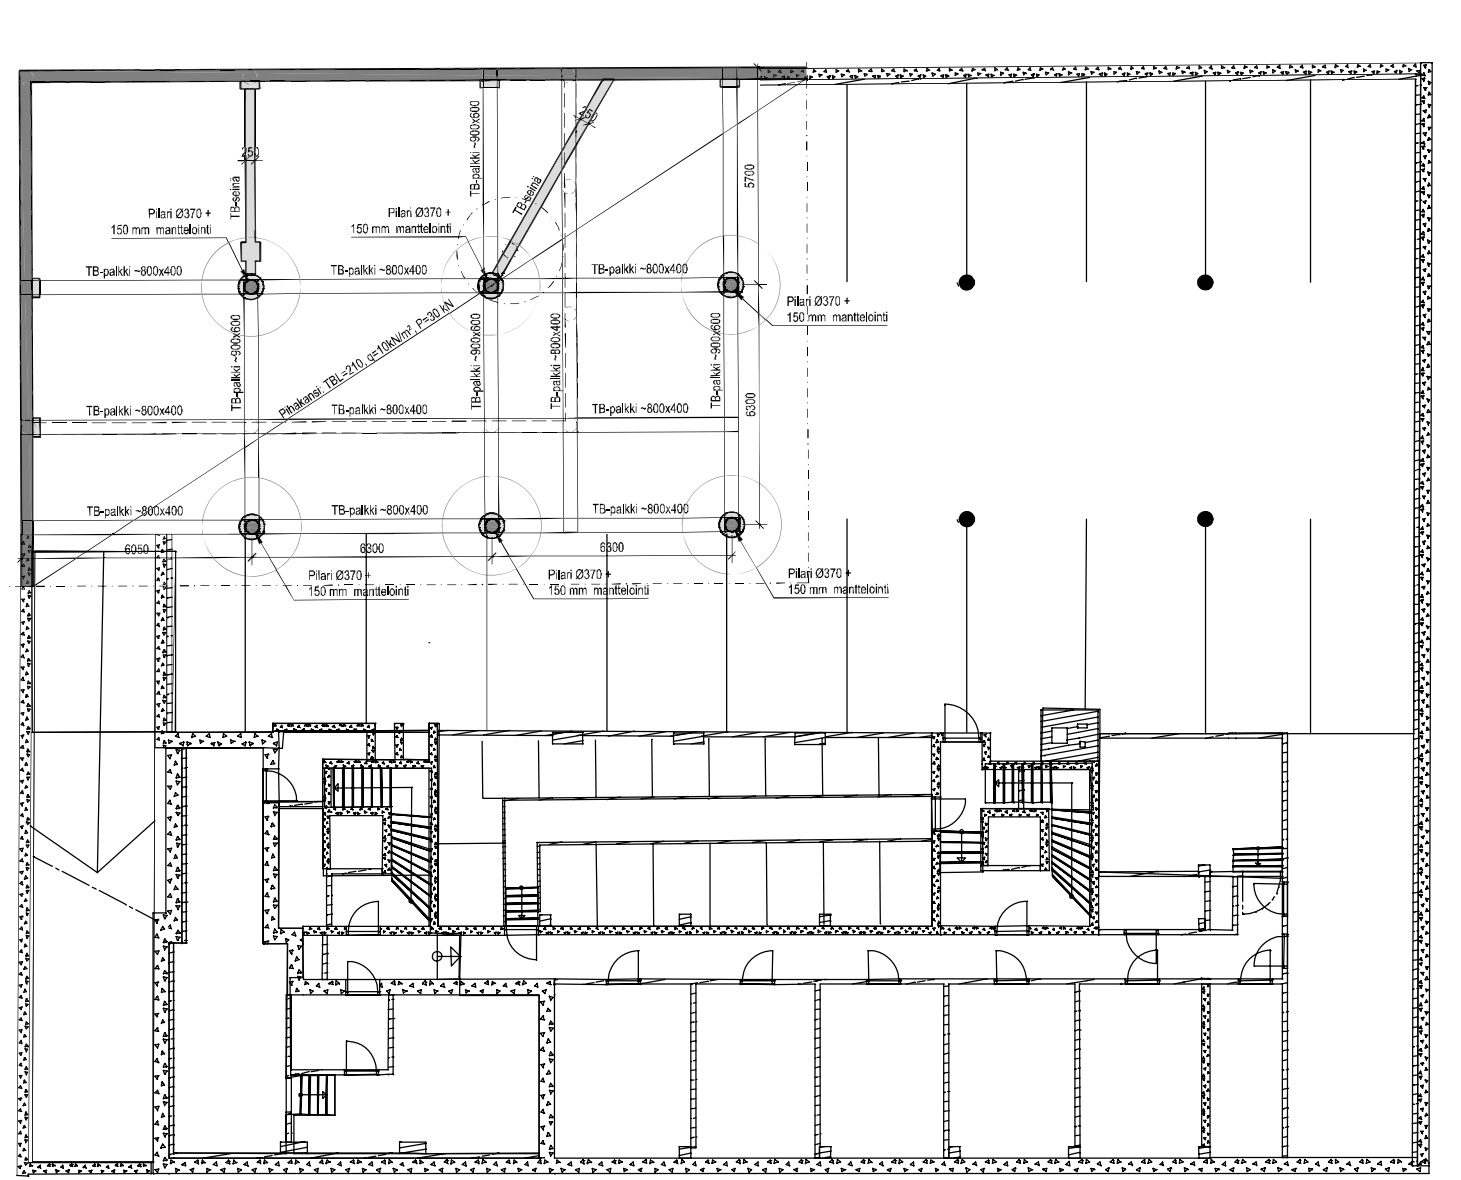 TB-palkki ~900x600
250
250
5700
TB-seinä
TB-seinä
Pilari Ø370 +
150 mm manttelointi
Pilari Ø370 +
150 mm manttelointi
TB-palkki ~800x400
TB-palkki ~800x400
TB-palkki ~800x400
Pilari Ø370 +
150 mm manttelointi
Pihakansi: TBL=210, q=10kN/m², P=30 kN
TB-palkki ~900x600
TB-palkki ~900x600
TB-palkki ~800x400
TB-palkki ~900x600
6300
TB-palkki ~800x400
TB-palkki ~800x400
TB-palkki ~800x400
TB-palkki ~800x400
TB-palkki ~800x400
TB-palkki ~800x400
6050
6300
6300
Pilari Ø370 +
150 mm manttelointi
Pilari Ø370 +
150 mm manttelointi
Pilari Ø370 +
150 mm manttelointi